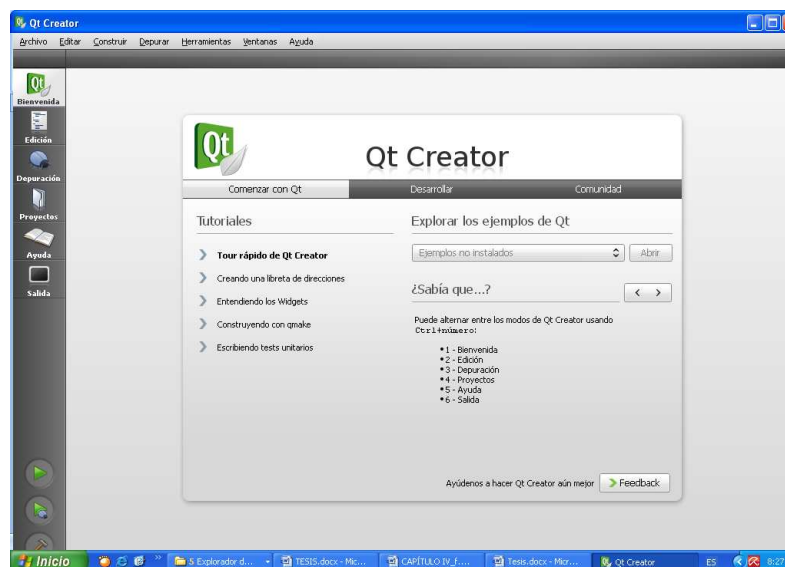 Qt Creator
Archivo Editar Construir Depurar Herramientas Ventanas Ayuda
Qt
Bienvenida
Edición
Depuración
Proyectos
Ayuda
Salida
Qt
Qt Creator
Comenzar con Qt Desarrollar Comunidad
Tutoriales
Tour rápido de Qt Creator
Creando una libreta de direcciones
Entendiendo los Widgets
Construyendo con qmake
Escribiendo tests unitarios
Explorar los ejemplos de Qt
Ejemplos no instalados Abrir
¿Sabía que...?
Puede alternar entre los modos de Qt Creator usando
Ctrl+número:
•1 - Bienvenida
•2 - Edición
•3 - Depuración
•4 - Proyectos
•5 - Ayuda
•6 - Salida
Ayúdenos a hacer Qt Creator aún mejor Feedback
Inicio » 5 Explorador d... TESIS.docx - Mic... CAPÍTULO IV_f... Tesis.docx - Micr... Qt Creator ES 8:27